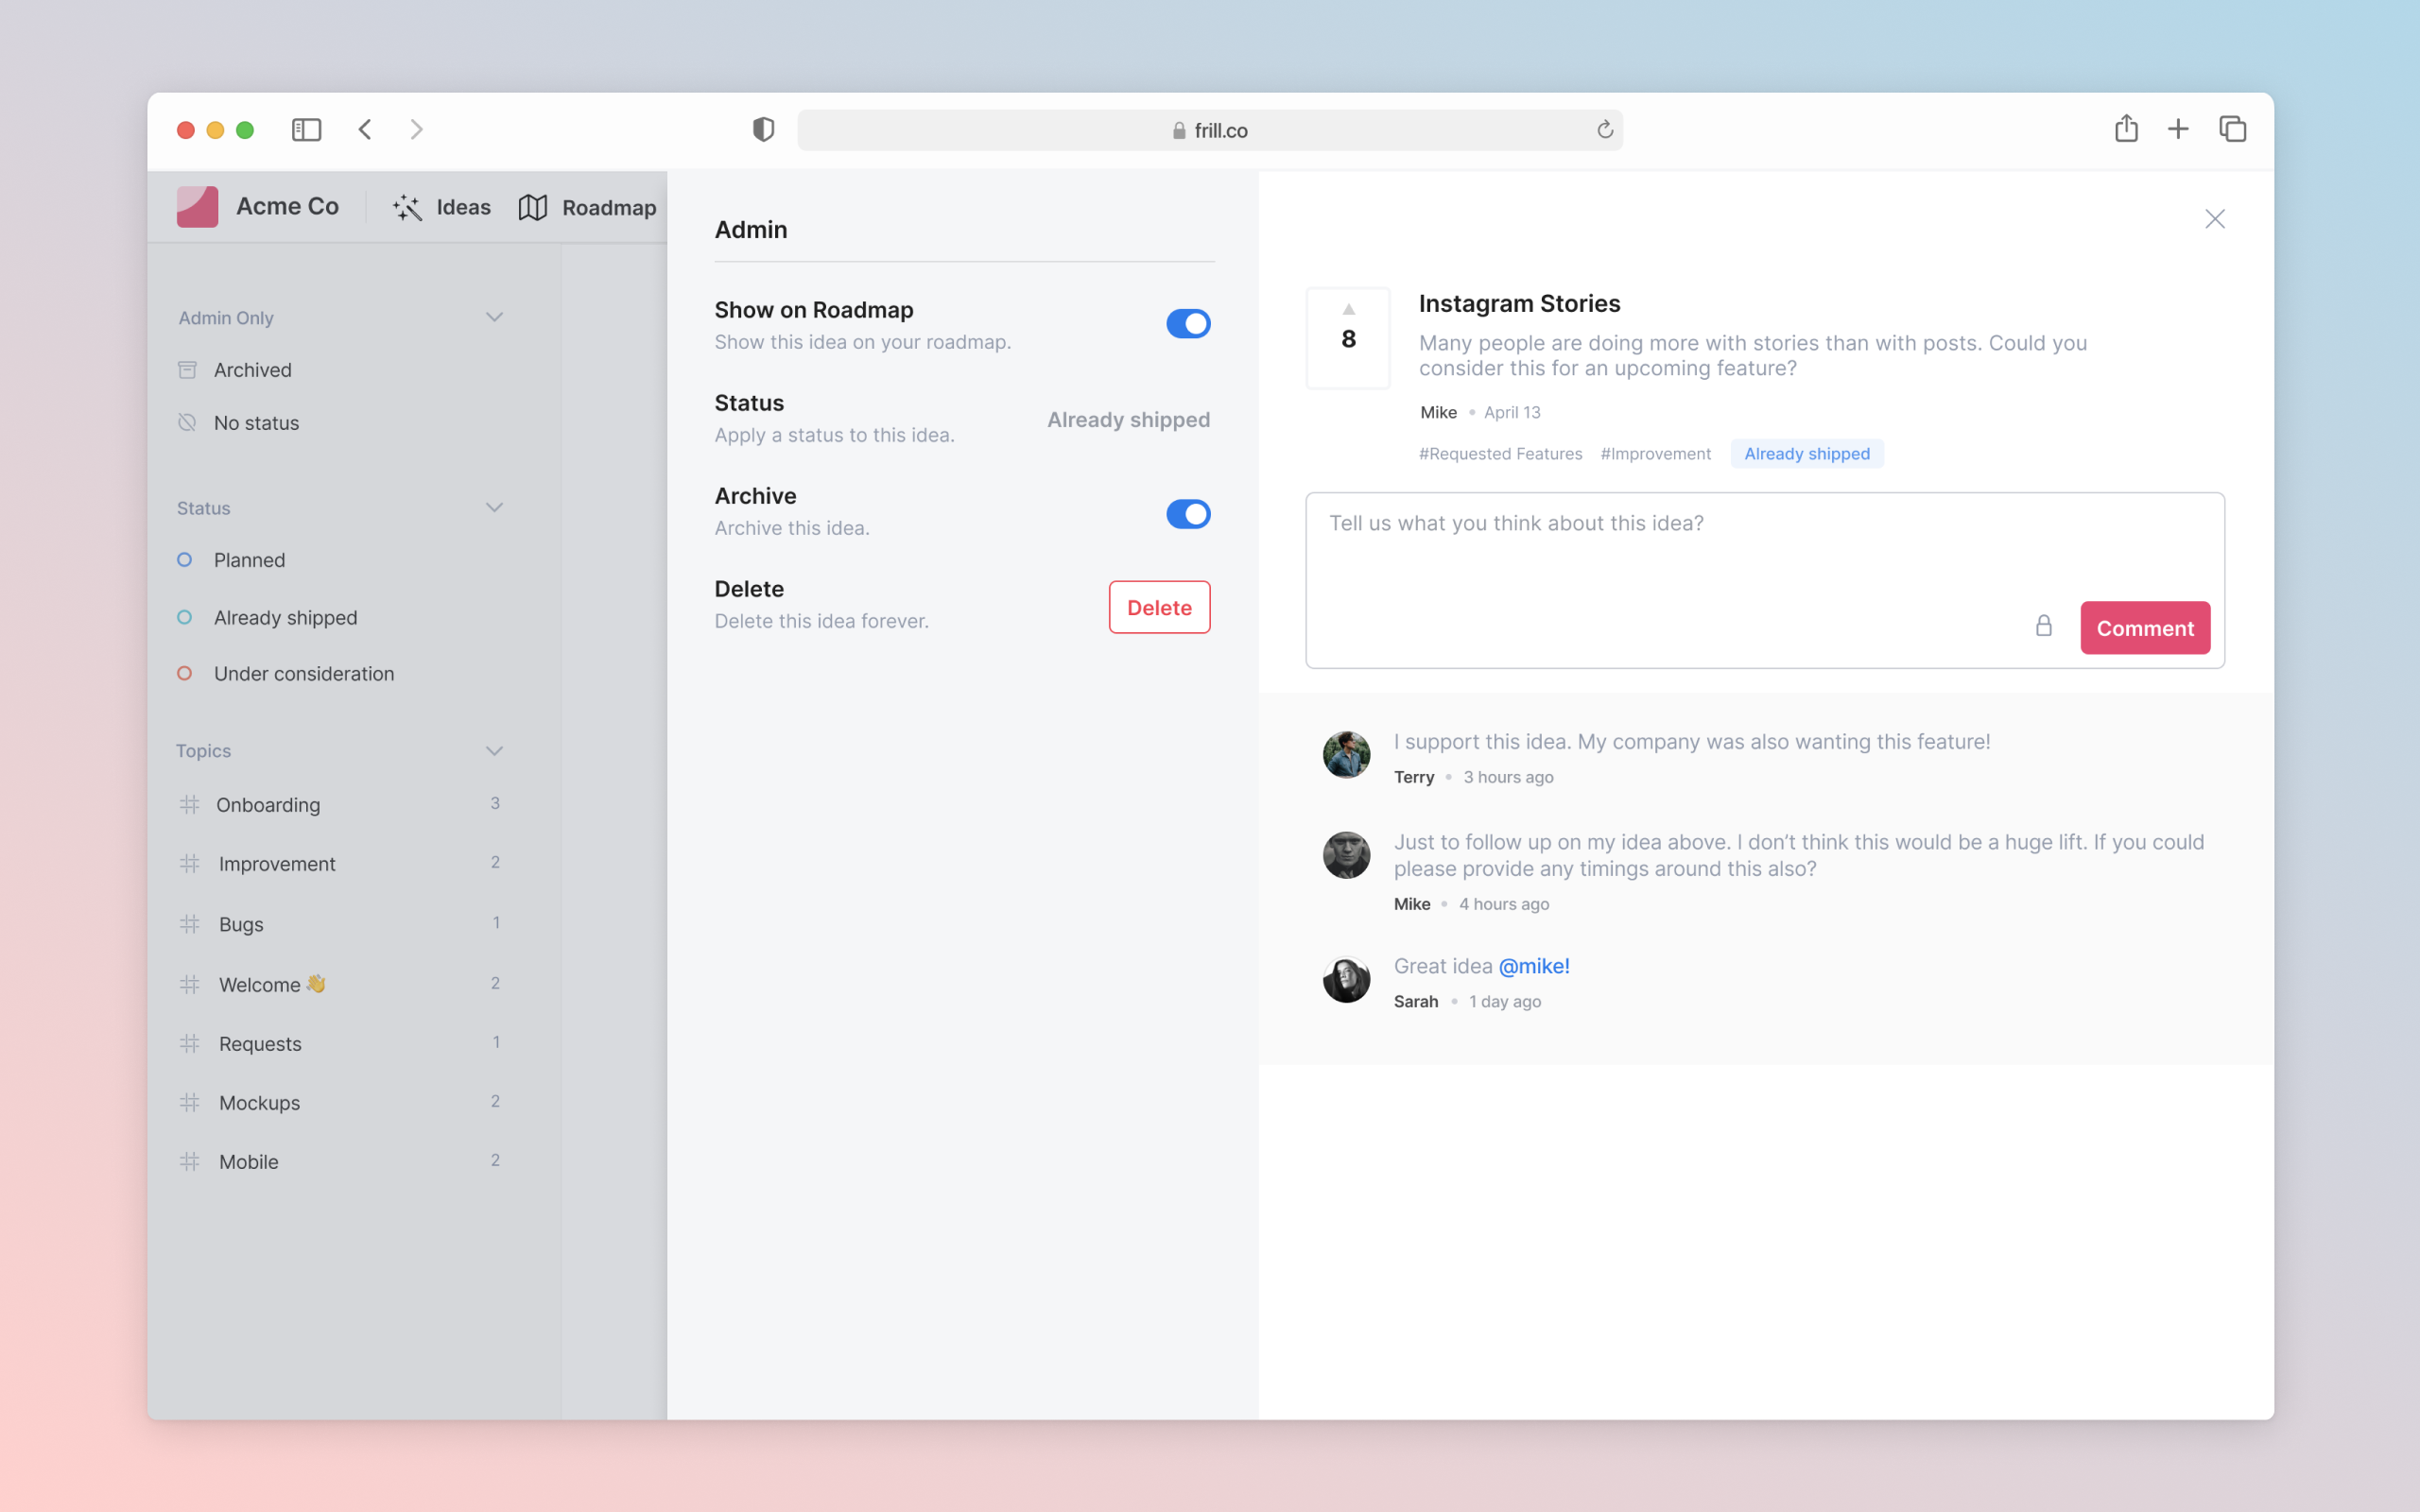 frill.co
Acme Co
Ideas
Roadmap
Admin Only
Archived
No status
Status
Planned
Already shipped
Under consideration
Topics
Onboarding 3
Improvement 2
Bugs 1
Welcome 👋 2
Requests 1
Mockups 2
Mobile 2
Admin
Show on Roadmap
Show this idea on your roadmap.
Status
Apply a status to this idea.
Already shipped
Archive
Archive this idea.
Delete
Delete this idea forever.
Delete
8
Instagram Stories
Many people are doing more with stories than with posts. Could you
consider this for an upcoming feature?
Mike • April 13
#Requested Features #Improvement Already shipped
Tell us what you think about this idea?
Comment
I support this idea. My company was also wanting this feature!
Terry • 3 hours ago
Just to follow up on my idea above. I don’t think this would be a huge lift. If you could
please provide any timings around this also?
Mike • 4 hours ago
Great idea @mike!
Sarah • 1 day ago